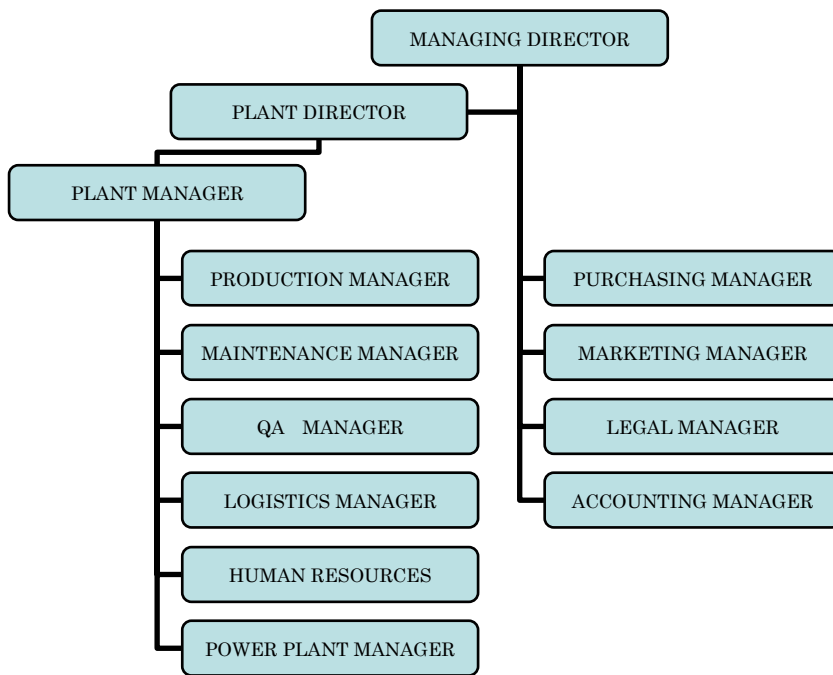 MANAGING DIRECTOR
PLANT DIRECTOR
PLANT MANAGER
PRODUCTION MANAGER
MAINTENANCE MANAGER
QA MANAGER
LOGISTICS MANAGER
HUMAN RESOURCES
POWER PLANT MANAGER
PURCHASING MANAGER
MARKETING MANAGER
LEGAL MANAGER
ACCOUNTING MANAGER